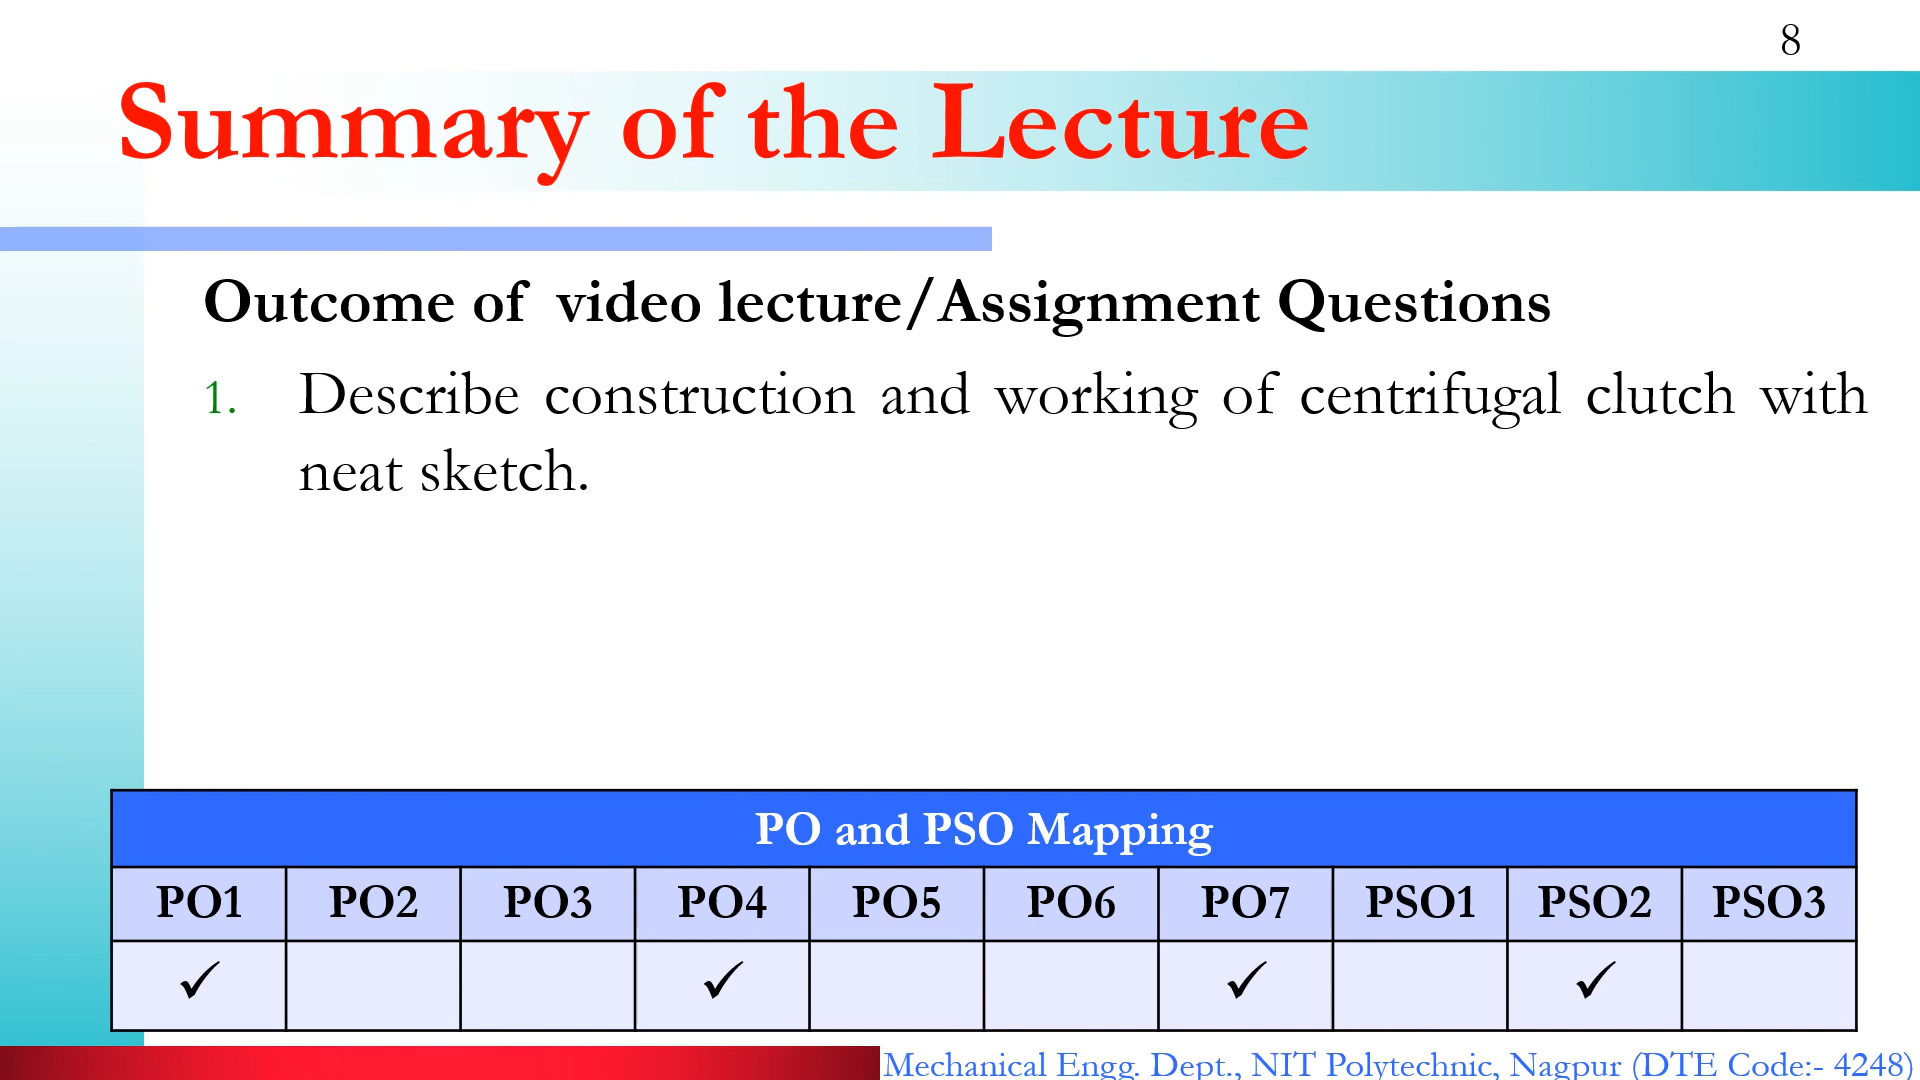 8
Summary of the Lecture
Outcome of video lecture/Assignment Questions
1. Describe construction and working of centrifugal clutch with
neat sketch.
PO and PSO Mapping
PO1 PO2 PO3 PO4 PO5 PO6 PO7 PSO1 PSO2 PSO3
✓ ✓ ✓ ✓
Mechanical Engg. Dept., NIT Polytechnic, Nagpur (DTE Code:- 4248)